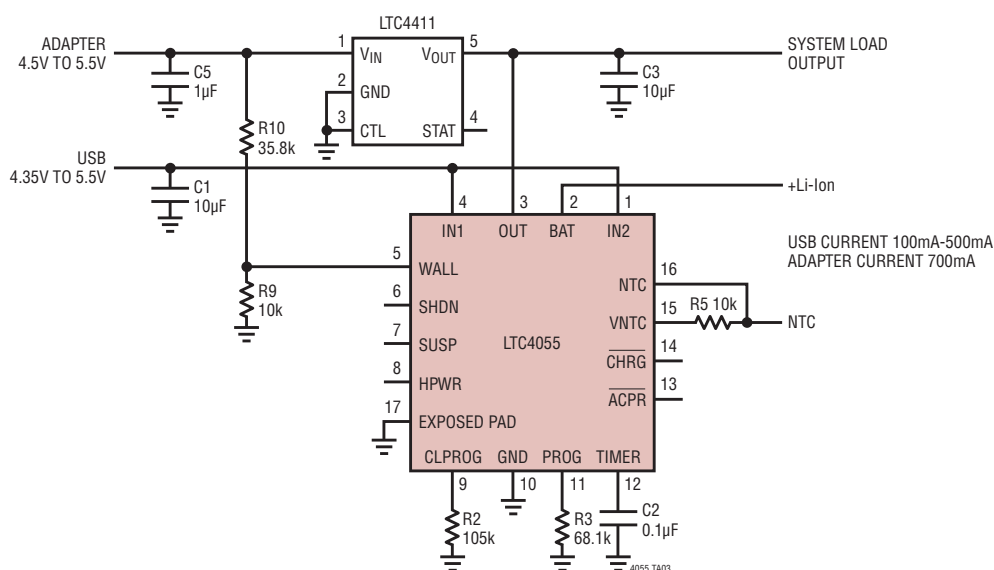 LTC4411
ADAPTER
4.5V TO 5.5V
1
VIN
VOUT
5
SYSTEM LOAD
OUTPUT
C5
1µF
2
GND
C3
10µF
3
CTL
STAT
4
R10
35.8k
USB
4.35V TO 5.5V
C1
10µF
+Li-Ion
4
3
2
1
IN1
OUT
BAT
IN2
USB CURRENT 100mA-500mA
ADAPTER CURRENT 700mA
5
WALL
16
NTC
R9
10k
6
SHDN
15
VNTC
R5 10k
NTC
7
SUSP
LTC4055
14
CHRG
8
HPWR
13
ACPR
17
EXPOSED PAD
CLPROG
GND
PROG
TIMER
9
10
11
12
R2
105k
R3
68.1k
C2
0.1µF
4055 TA03